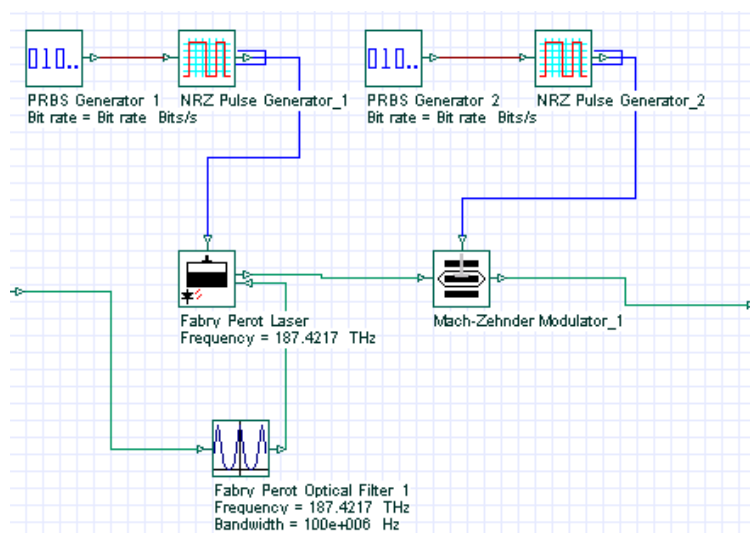 010..
010..
PRBS Generator 1
Bit rate = Bit rate Bits/s
NRZ Pulse Generator_1
PRBS Generator 2
Bit rate = Bit rate Bits/s
NRZ Pulse Generator_2
Fabry Perot Laser
Frequency = 187.4217 THz
Mach-Zehnder Modulator_1
Fabry Perot Optical Filter 1
Frequency = 187.4217 THz
Bandwidth = 100e+006 Hz